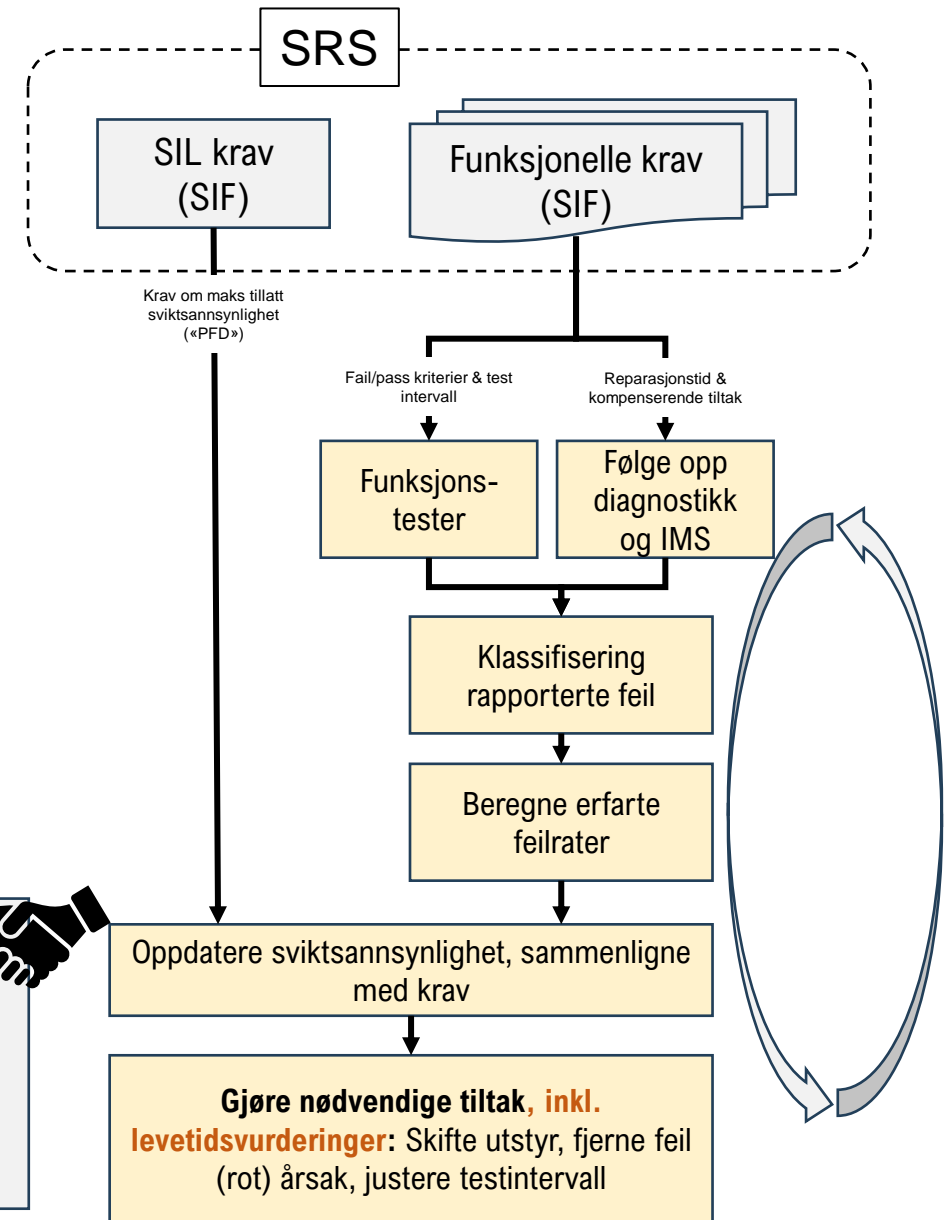 SRS
SIL krav
(SIF)
Funksjonelle krav
(SIF)
Krav om maks tillatt
sviktsannsynlighet
(«PFD»)
Fail/pass kriterier & test
intervall
Reparasjonstid &
kompenserende tiltak
Funksjons-
tester
Følge opp
diagnostikk
og IMS
Klassifisering
rapporterte feil
Beregne erfarte
feilrater
Oppdatere sviktsannsynlighet, sammenligne
med krav
Gjøre nødvendige tiltak, inkl.
levetidsvurderinger: Skifte utstyr, fjerne feil
(rot) årsak, justere testintervall